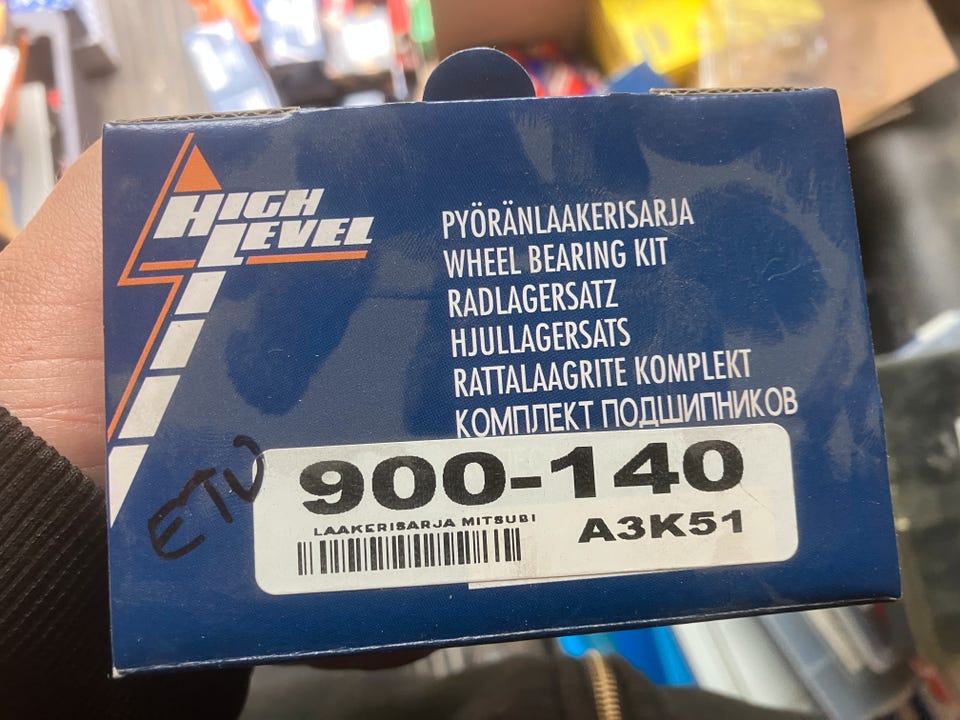 HIGH
LEVEL
PYÖRÄNLAAKERISARJA
WHEEL BEARING KIT
RADLAGERSATZ
HJULLAGERSATS
RATTALAAGRITE KOMPLEKT
КОМПЛЕКТ ПОДШИПНИКОВ
ETU
900-140
LAAKERISARJA MITSUBI
A3K51